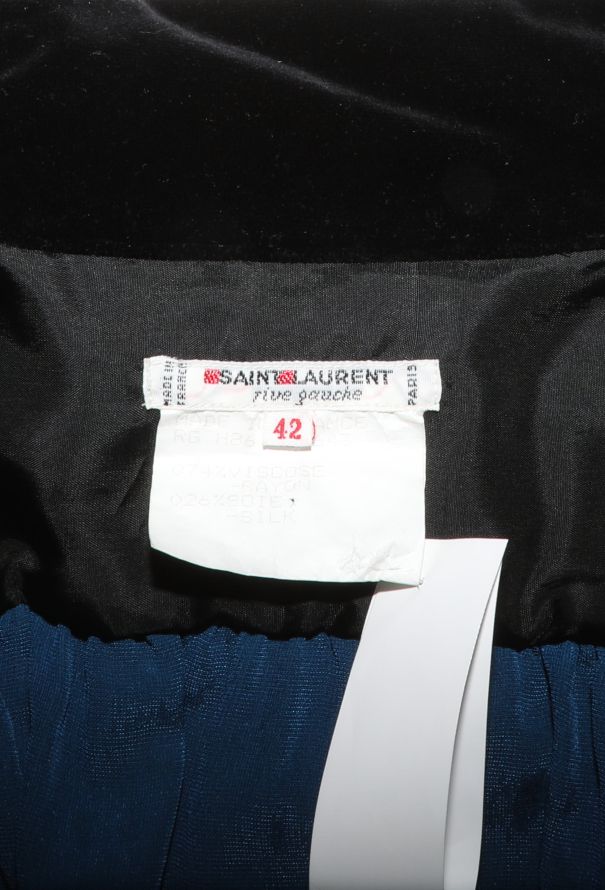 MADE IN FRANCE
SAINT LAURENT
rive gauche
PARIS
42
074%VISCOSE
-RAYON
026%SOIE
-SILK